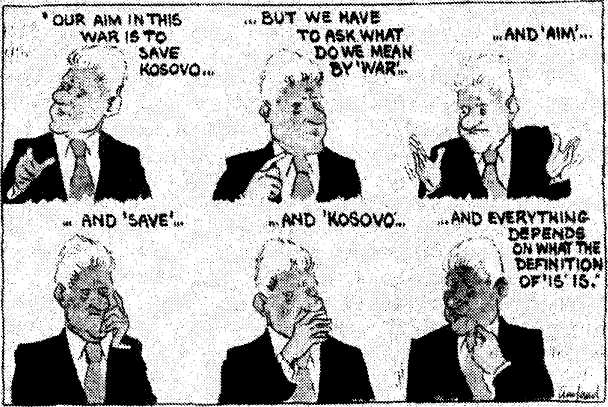 "OUR AIM IN THIS
WAR IS TO
SAVE
KOSOVO...
... BUT WE HAVE
TO ASK WHAT
DO WE MEAN
BY 'WAR'...
...AND 'AIM'...
... AND 'SAVE'...
...AND 'KOSOVO'...
...AND EVERYTHING
DEPENDS
ON WHAT THE
DEFINITION
OF 'IS' IS."